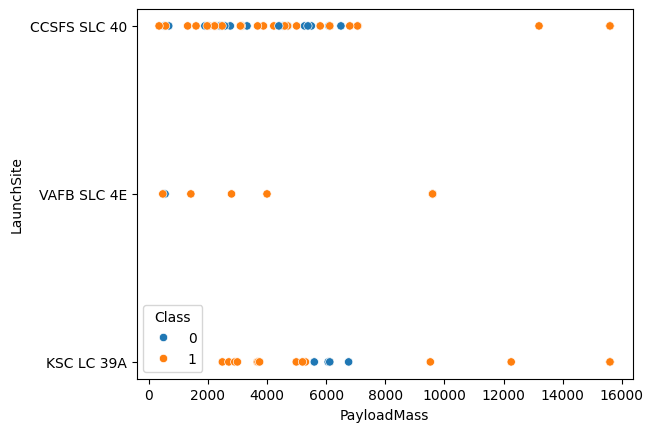 CCSFS SLC 40
VAFB SLC 4E
KSC LC 39A
LaunchSite
Class
0
1
0 2000 4000 6000 8000 10000 12000 14000 16000
PayloadMass